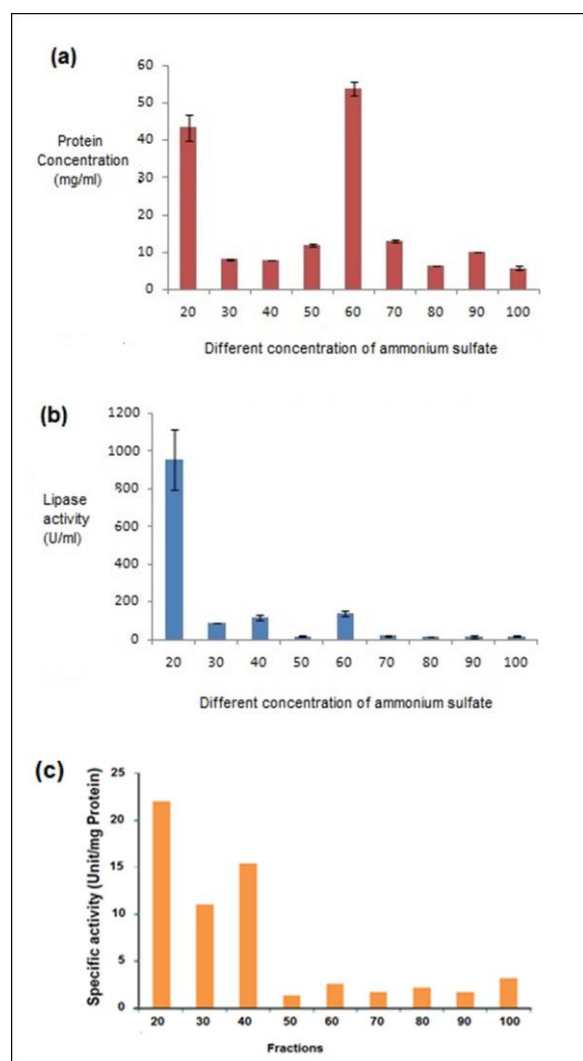 (a)
Protein
Concentration
(mg/ml)
60
50
40
30
20
10
0
20 30 40 50 60 70 80 90 100
Different concentration of ammonium sulfate
(b)
Lipase
activity
(U/ml)
1200
1000
800
600
400
200
0
20 30 40 50 60 70 80 90 100
Different concentration of ammonium sulfate
(c)
Specific activity (Unit/mg Protein)
25
20
15
10
5
0
20 30 40 50 60 70 80 90 100
Fractions